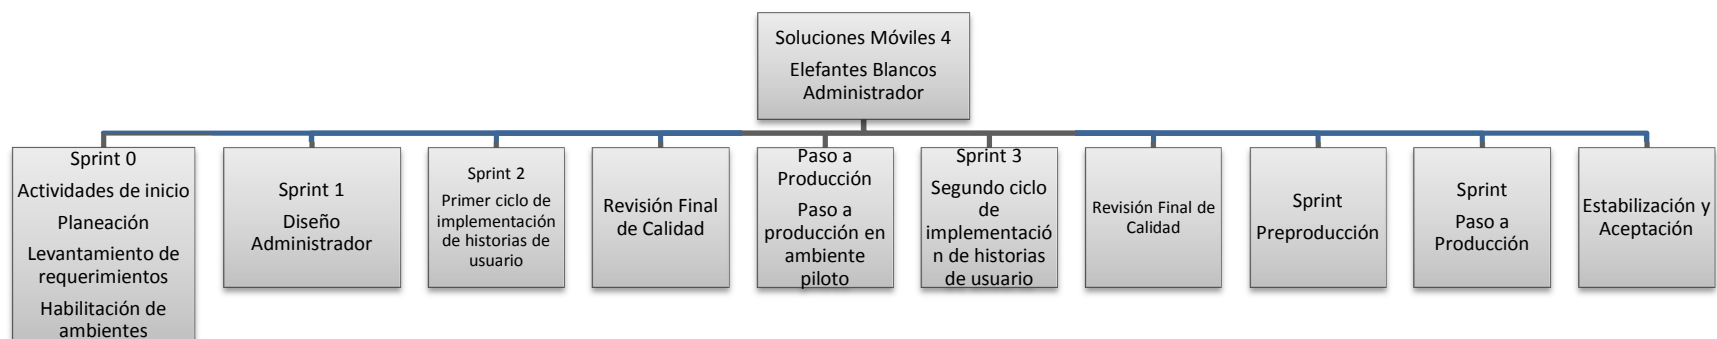 Soluciones Móviles 4
Elefantes Blancos
Administrador
Sprint 0
Actividades de inicio
Planeación
Levantamiento de
requerimientos
Habilitación de
ambientes
Sprint 1
Diseño
Administrador
Sprint 2
Primer ciclo de
implementación
de historias de
usuario
Revisión Final
de Calidad
Paso a
Producción
Paso a
producción en
ambiente
piloto
Sprint 3
Segundo ciclo
de
implementació
n de historias
de usuario
Revisión Final de
Calidad
Sprint
Preproducción
Sprint
Paso a
Producción
Estabilización y
Aceptación